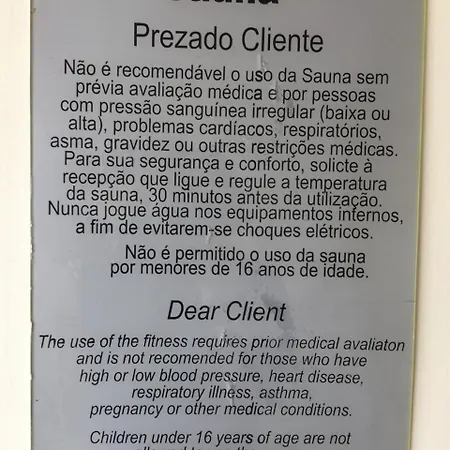 Prezado Cliente
Não é recomendável o uso da Sauna sem
prévia avaliação médica e por pessoas
com pressão sanguínea irregular (baixa ou
alta), problemas cardíacos, respiratórios,
asma, gravidez ou outras restrições médicas.
Para sua segurança e conforto, solicite à
recepção que ligue e regule a temperatura
da sauna, 30 minutos antes da utilização.
Nunca jogue água nos equipamentos internos,
a fim de evitarem-se choques elétricos.
Não é permitido o uso da sauna
por menores de 16 anos de idade.
Dear Client
The use of the fitness requires prior medical avaliaton
and is not recomended for those who have
high or low blood pressure, heart disease,
respiratory illness, asthma,
pregnancy or other medical conditions.
Children under 16 years of age are not